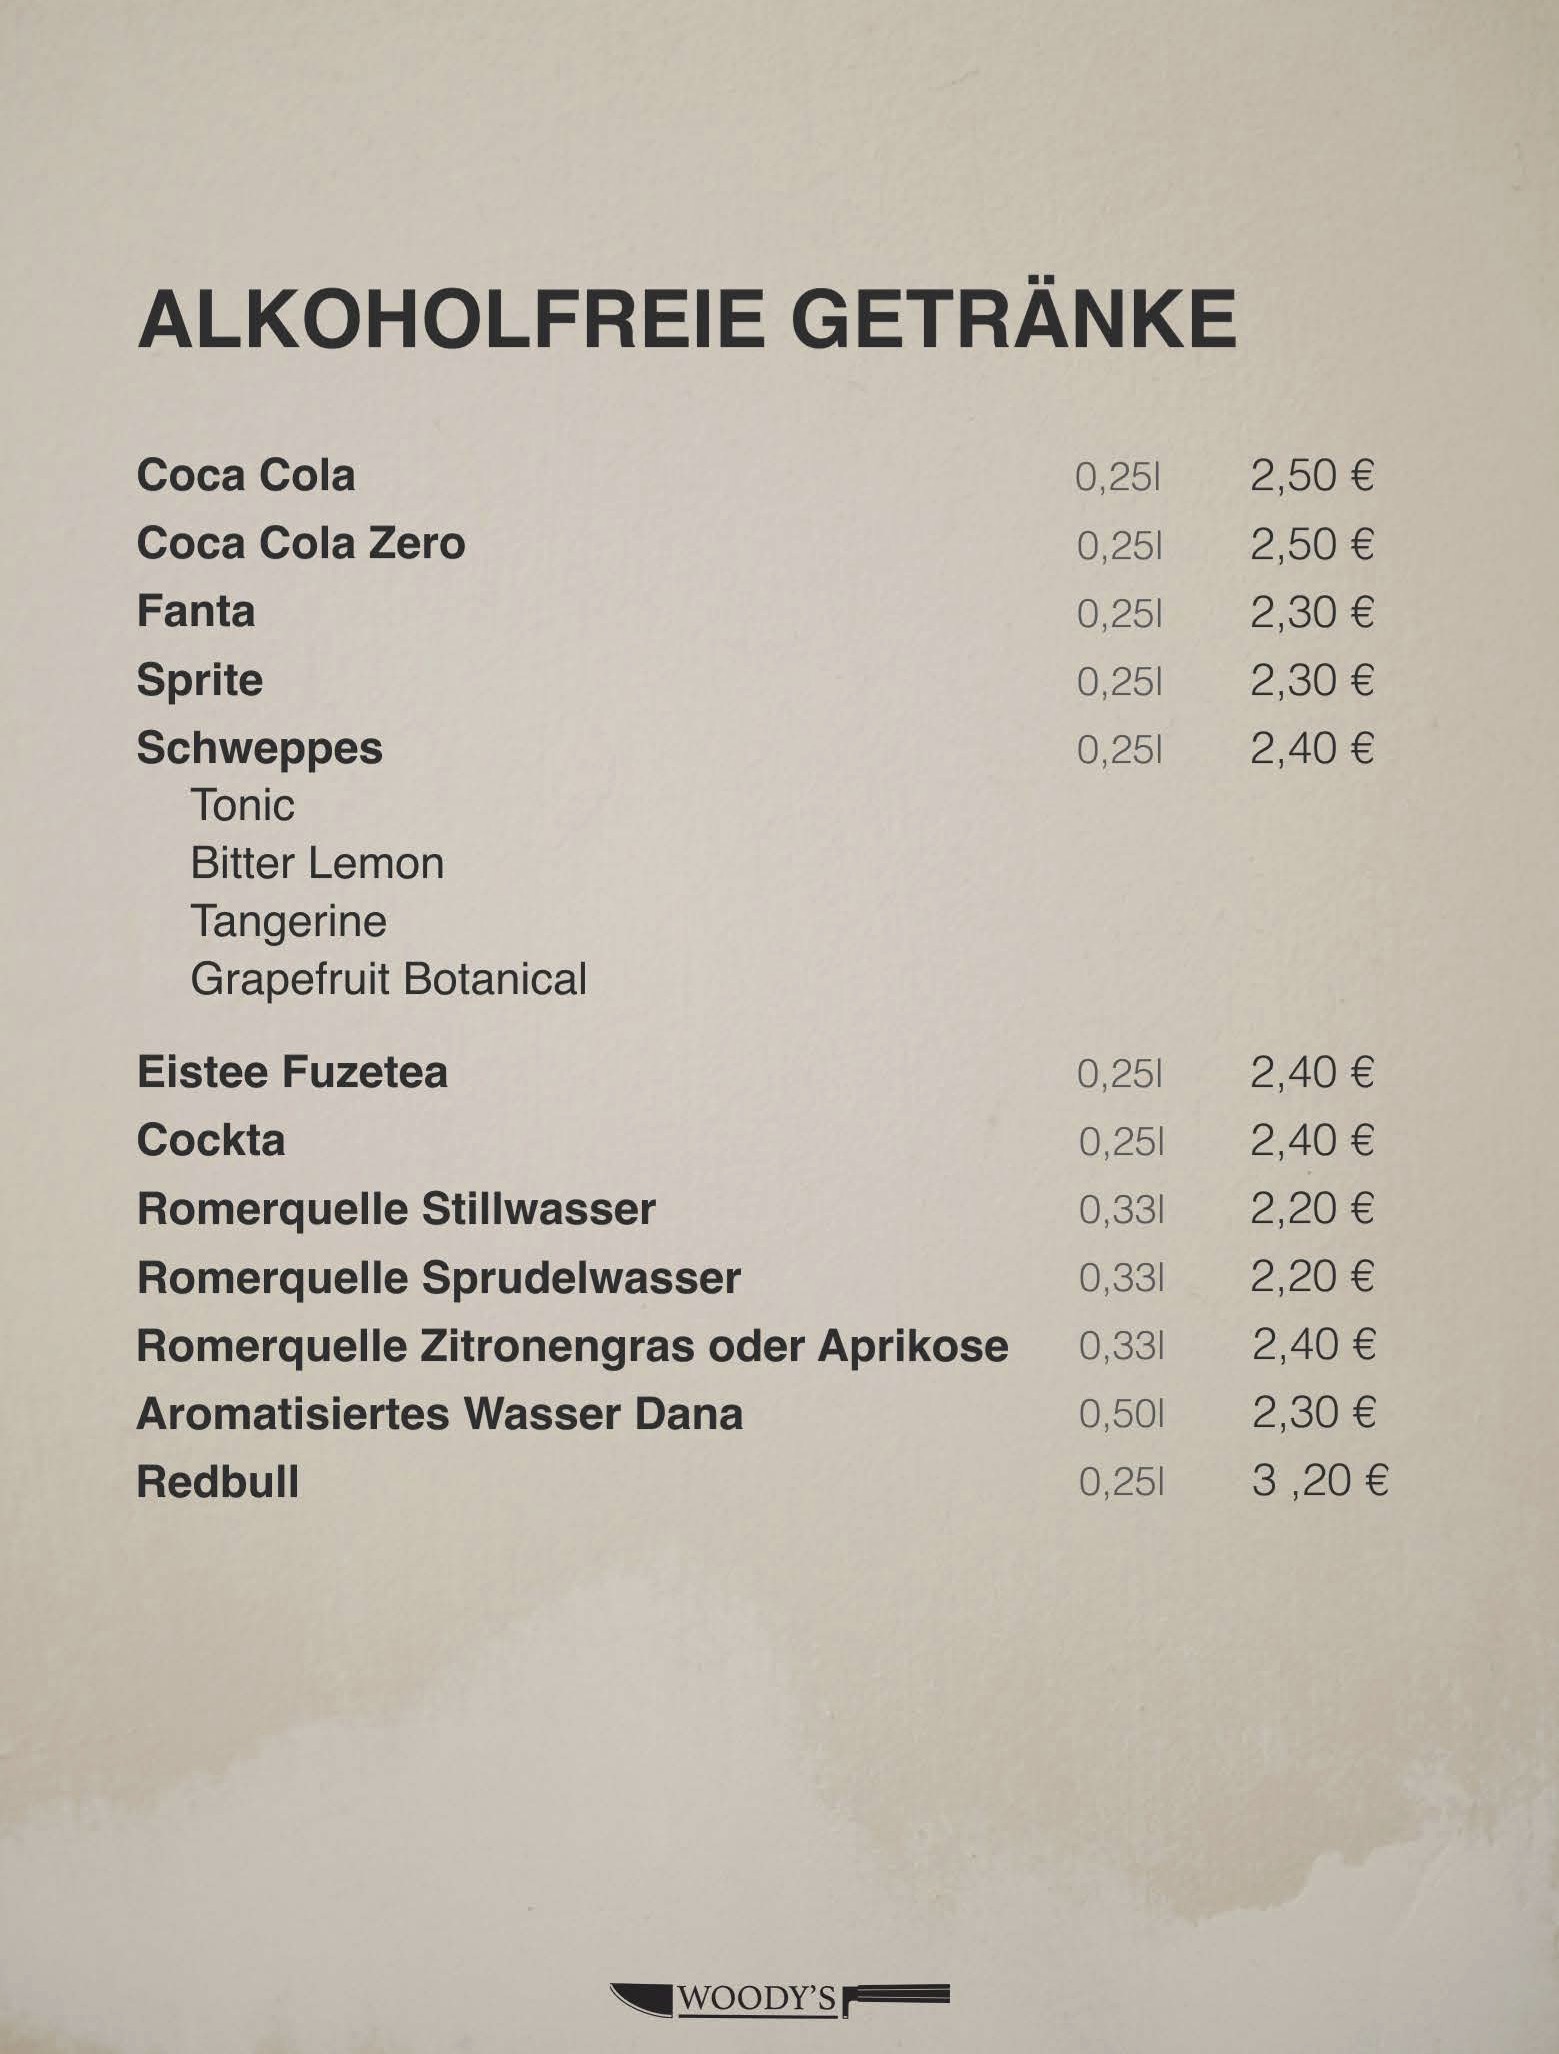 ALKOHOLFREIE GETRÄNKE
Coca Cola 0,25l 2,50 €
Coca Cola Zero 0,25l 2,50 €
Fanta 0,25l 2,30 €
Sprite 0,25l 2,30 €
Schweppes 0,25l 2,40 €
Tonic
Bitter Lemon
Tangerine
Grapefruit Botanical
Eistee Fuzetea 0,25l 2,40 €
Cockta 0,25l 2,40 €
Romerquelle Stillwasser 0,33l 2,20 €
Romerquelle Sprudelwasser 0,33l 2,20 €
Romerquelle Zitronengras oder Aprikose 0,33l 2,40 €
Aromatisiertes Wasser Dana 0,50l 2,30 €
Redbull 0,25l 3 ,20 €
WOODY'S